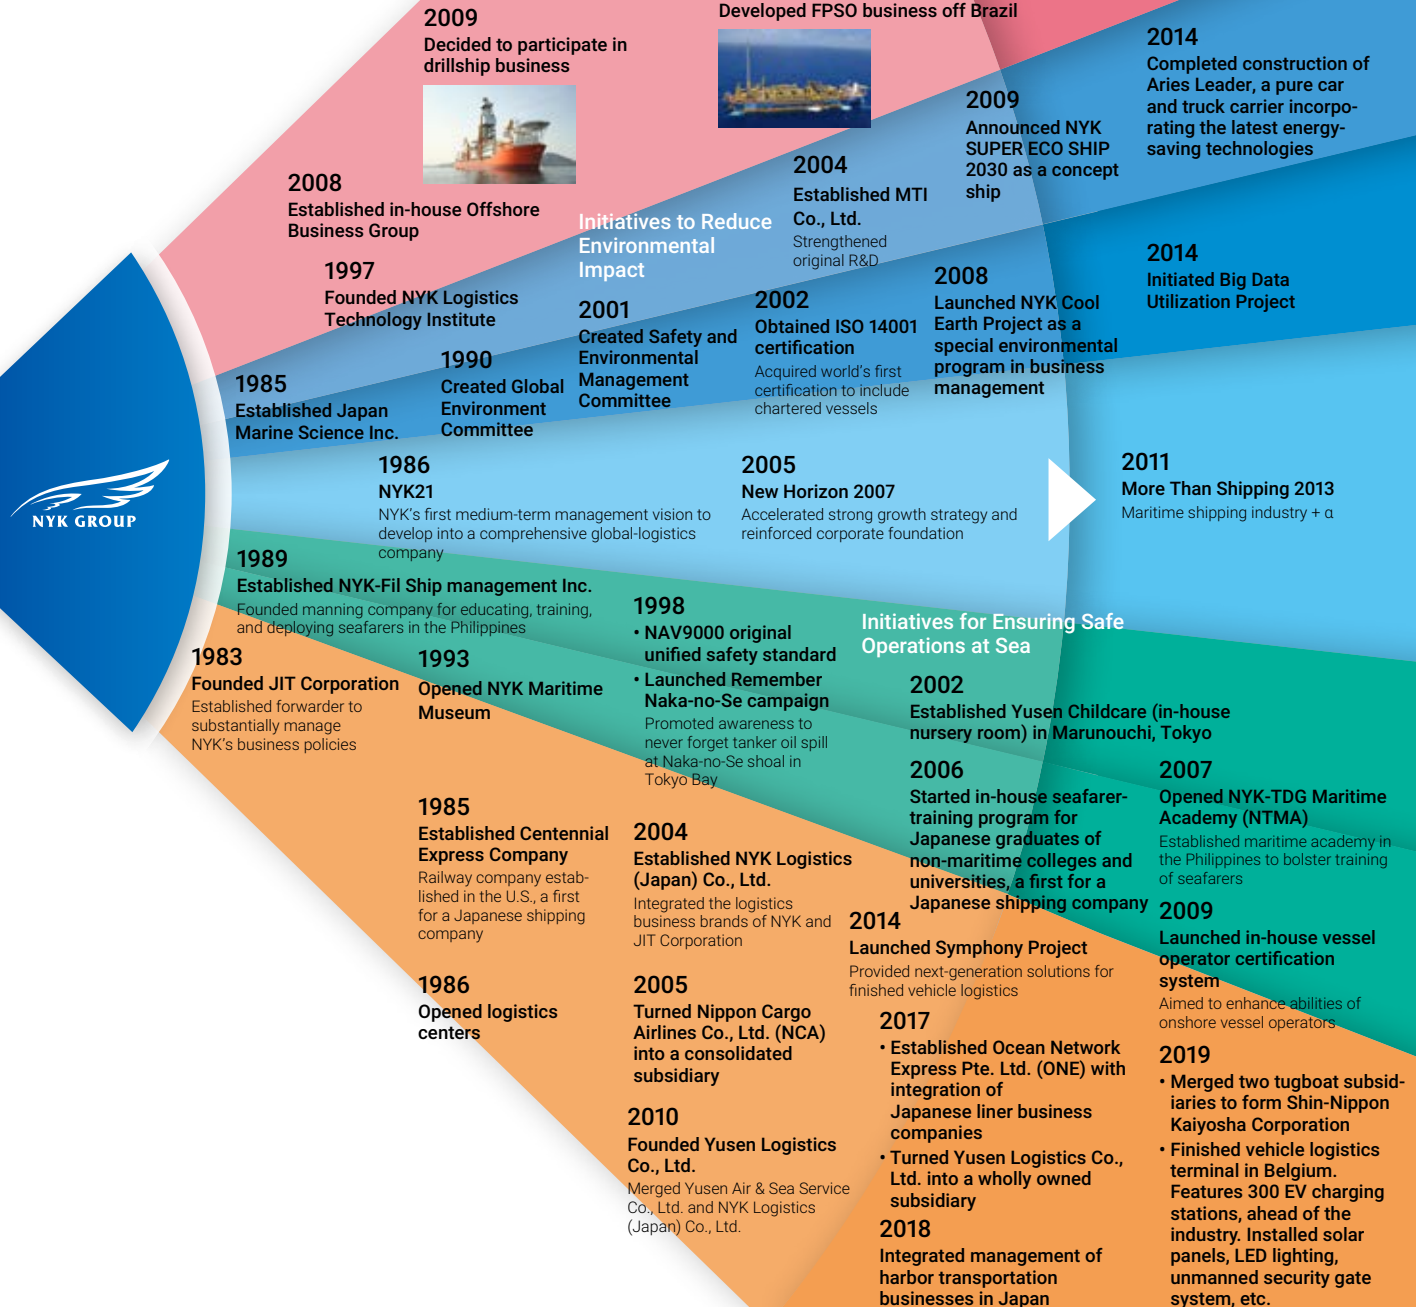 2009
Decided to participate in
drillship business
Developed FPSO business off Brazil
2014
Completed construction of
Aries Leader, a pure car
and truck carrier incorpo-
rating the latest energy-
saving technologies
2009
Announced NYK
SUPER ECO SHIP
2030 as a concept
ship
2004
Established MTI
Co., Ltd.
Strengthened
original R&D
2008
Established in-house Offshore
Business Group
Initiatives to Reduce
Environmental
Impact
1997
Founded NYK Logistics
Technology Institute
2014
Initiated Big Data
Utilization Project
2008
Launched NYK Cool
Earth Project as a
special environmental
program in business
management
2002
Obtained ISO 14001
certification
Acquired world's first
certification to include
chartered vessels
2001
Created Safety and
Environmental
Management
Committee
1990
Created Global
Environment
Committee
1985
Established Japan
Marine Science Inc.
NYK GROUP
1986
NYK21
NYK's first medium-term management vision to
develop into a comprehensive global-logistics
company
2005
New Horizon 2007
Accelerated strong growth strategy and
reinforced corporate foundation
2011
More Than Shipping 2013
Maritime shipping industry + α
1989
Established NYK-Fil Ship management Inc.
Founded manning company for educating, training,
and deploying seafarers in the Philippines
1983
Founded JIT Corporation
Established forwarder to
substantially manage
NYK's business policies
1993
Opened NYK Maritime
Museum
1998
• NAV9000 original
unified safety standard
• Launched Remember
Naka-no-Se campaign
Promoted awareness to
never forget tanker oil spill
at Naka-no-Se shoal in
Tokyo Bay
Initiatives for Ensuring Safe
Operations at Sea
2002
Established Yusen Childcare (in-house
nursery room) in Marunouchi, Tokyo
2006
Started in-house seafarer-
training program for
Japanese graduates of
non-maritime colleges and
universities, a first for a
Japanese shipping company
2007
Opened NYK-TDG Maritime
Academy (NTMA)
Established maritime academy in
the Philippines to bolster training
of seafarers
2009
Launched in-house vessel
operator certification
system
Aimed to enhance abilities of
onshore vessel operators
1985
Established Centennial
Express Company
Railway company estab-
lished in the U.S., a first
for a Japanese shipping
company
1986
Opened logistics
centers
2004
Established NYK Logistics
(Japan) Co., Ltd.
Integrated the logistics
business brands of NYK and
JIT Corporation
2005
Turned Nippon Cargo
Airlines Co., Ltd. (NCA)
into a consolidated
subsidiary
2010
Founded Yusen Logistics
Co., Ltd.
Merged Yusen Air & Sea Service
Co., Ltd. and NYK Logistics
(Japan) Co., Ltd.
2014
Launched Symphony Project
Provided next-generation solutions for
finished vehicle logistics
2017
• Established Ocean Network
Express Pte. Ltd. (ONE) with
integration of
Japanese liner business
companies
• Turned Yusen Logistics Co.,
Ltd. into a wholly owned
subsidiary
2018
Integrated management of
harbor transportation
businesses in Japan
2019
• Merged two tugboat subsid-
iaries to form Shin-Nippon
Kaiyosha Corporation
• Finished vehicle logistics
terminal in Belgium.
Features 300 EV charging
stations, ahead of the
industry. Installed solar
panels, LED lighting,
unmanned security gate
system, etc.